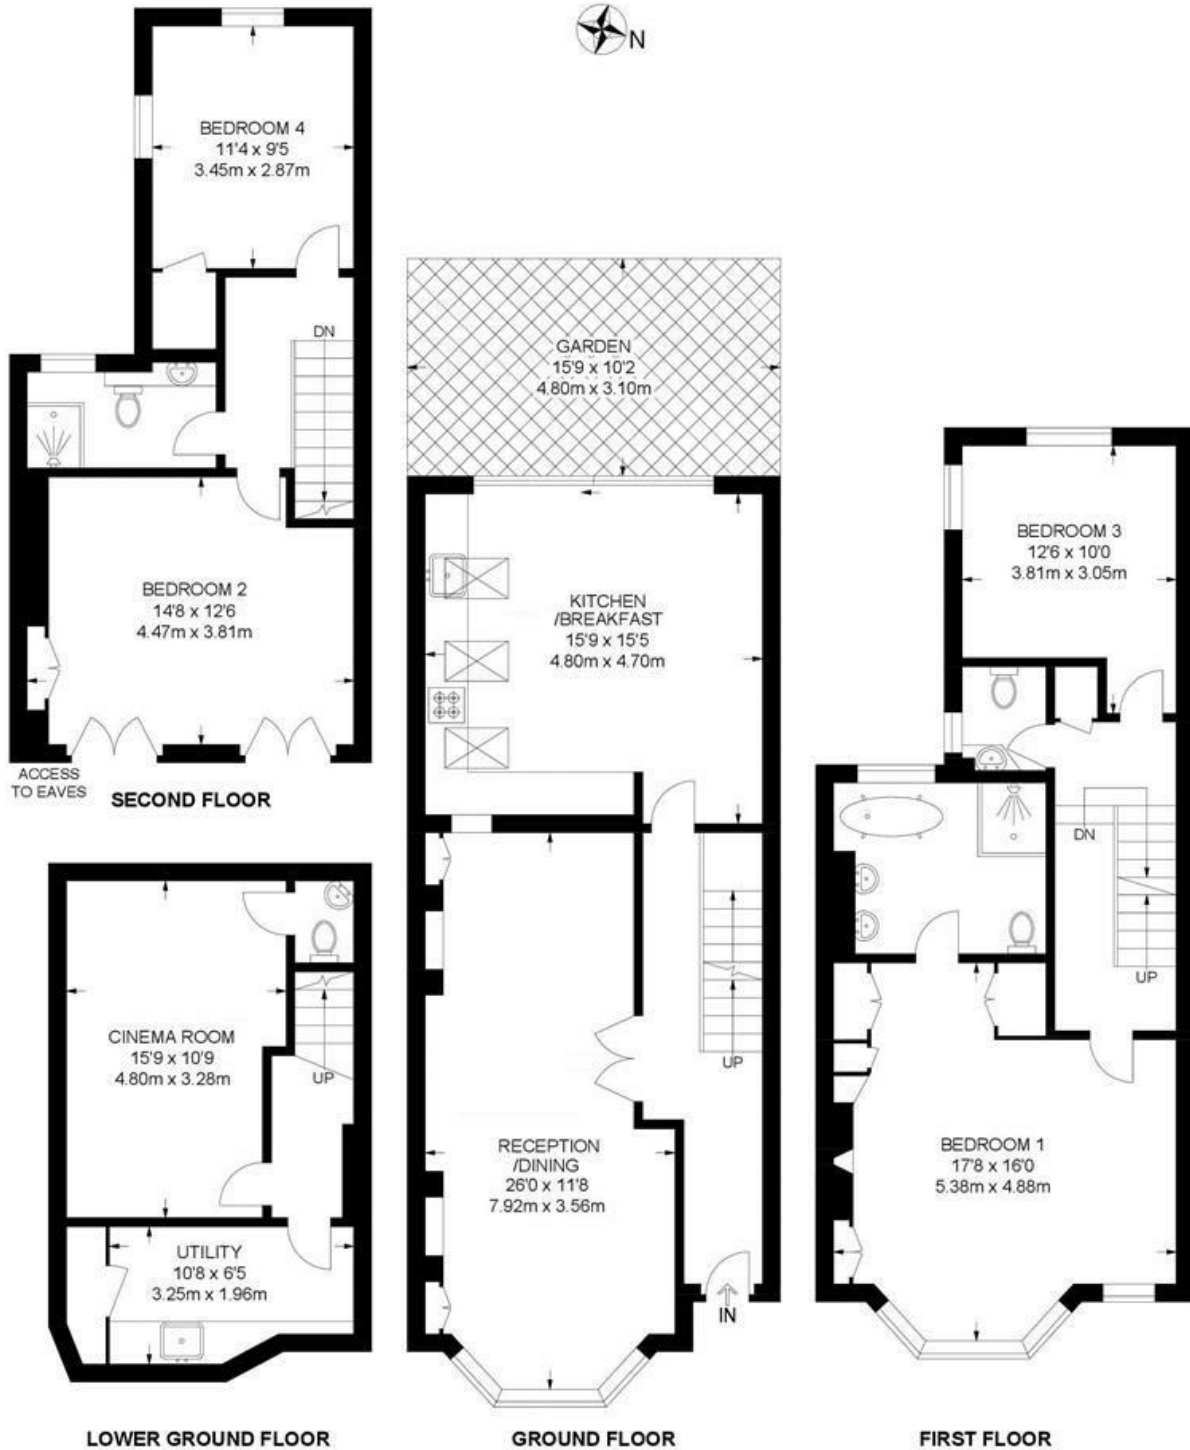 N
BEDROOM 4
11'4 x 9'5
3.45m x 2.87m
DN
BEDROOM 2
14'8 x 12'6
4.47m x 3.81m
ACCESS
TO EAVES
SECOND FLOOR
GARDEN
15'9 x 10'2
4.80m x 3.10m
KITCHEN
/BREAKFAST
15'9 x 15'5
4.80m x 4.70m
UP
RECEPTION
/DINING
26'0 x 11'8
7.92m x 3.56m
IN
GROUND FLOOR
BEDROOM 3
12'6 x 10'0
3.81m x 3.05m
DN
UP
BEDROOM 1
17'8 x 16'0
5.38m x 4.88m
FIRST FLOOR
CINEMA ROOM
15'9 x 10'9
4.80m x 3.28m
UP
UTILITY
10'8 x 6'5
3.25m x 1.96m
LOWER GROUND FLOOR